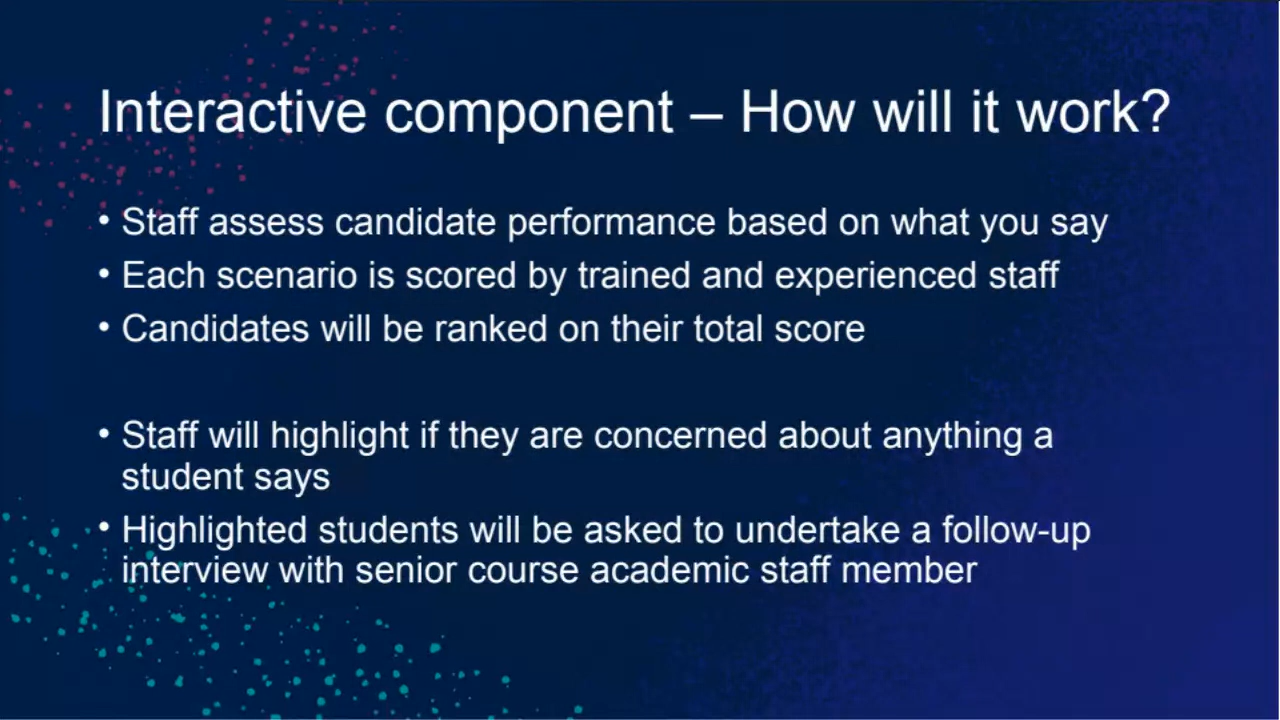 Interactive component – How will it work?
• Staff assess candidate performance based on what you say
• Each scenario is scored by trained and experienced staff
• Candidates will be ranked on their total score
• Staff will highlight if they are concerned about anything a
student says
• Highlighted students will be asked to undertake a follow-up
interview with senior course academic staff member